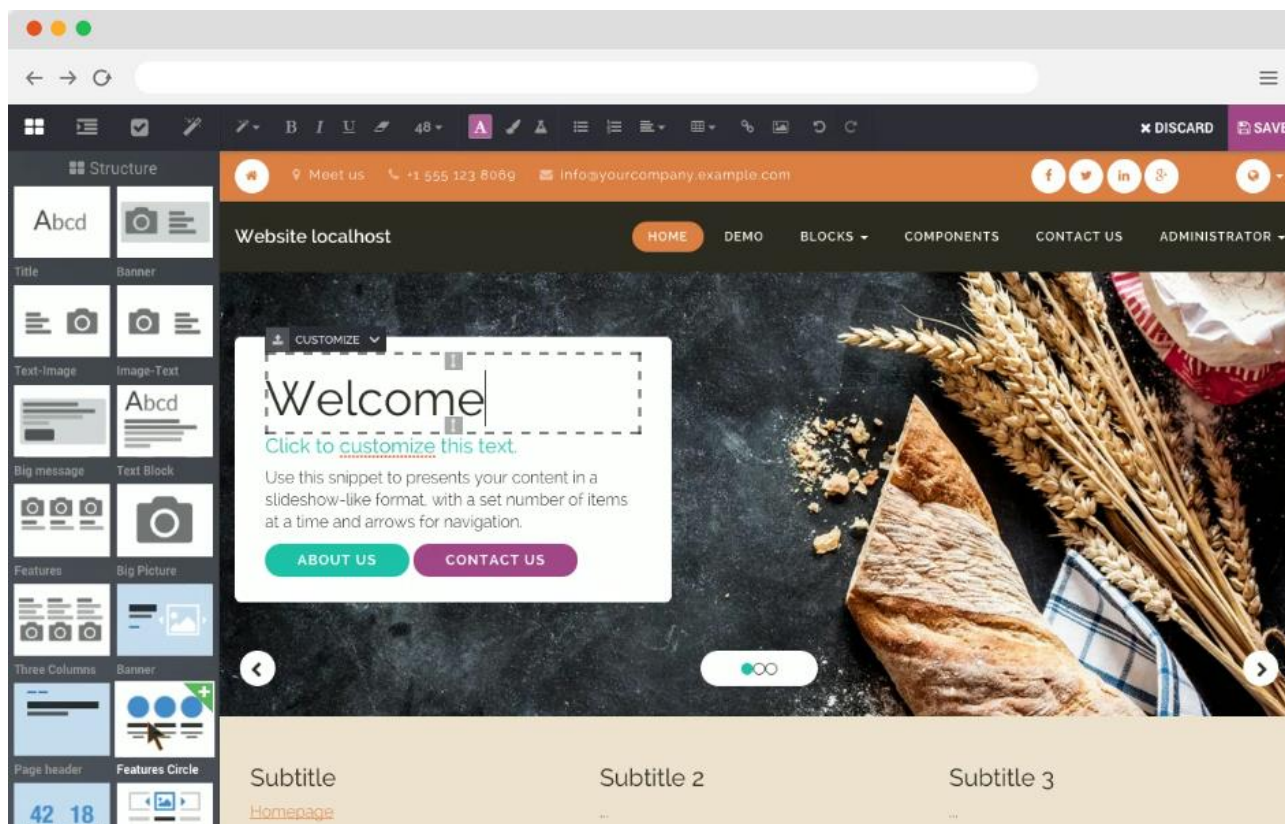 B I U 48 A
DISCARD SAVE
Structure
Meet us +1 555 123 8069 info@yourcompany.example.com
Abcd
Title Banner
Website localhost HOME DEMO BLOCKS COMPONENTS CONTACT US ADMINISTRATOR
Text-Image Image-Text
Abcd
Big message Text Block
Features Big Picture
Three Columns Banner
Page header Features Circle
42 18
CUSTOMIZE
Welcome
Click to customize this text.
Use this snippet to presents your content in a
slideshow-like format, with a set number of items
at a time and arrows for navigation.
ABOUT US CONTACT US
Subtitle Subtitle 2 Subtitle 3
Homepage ... ...